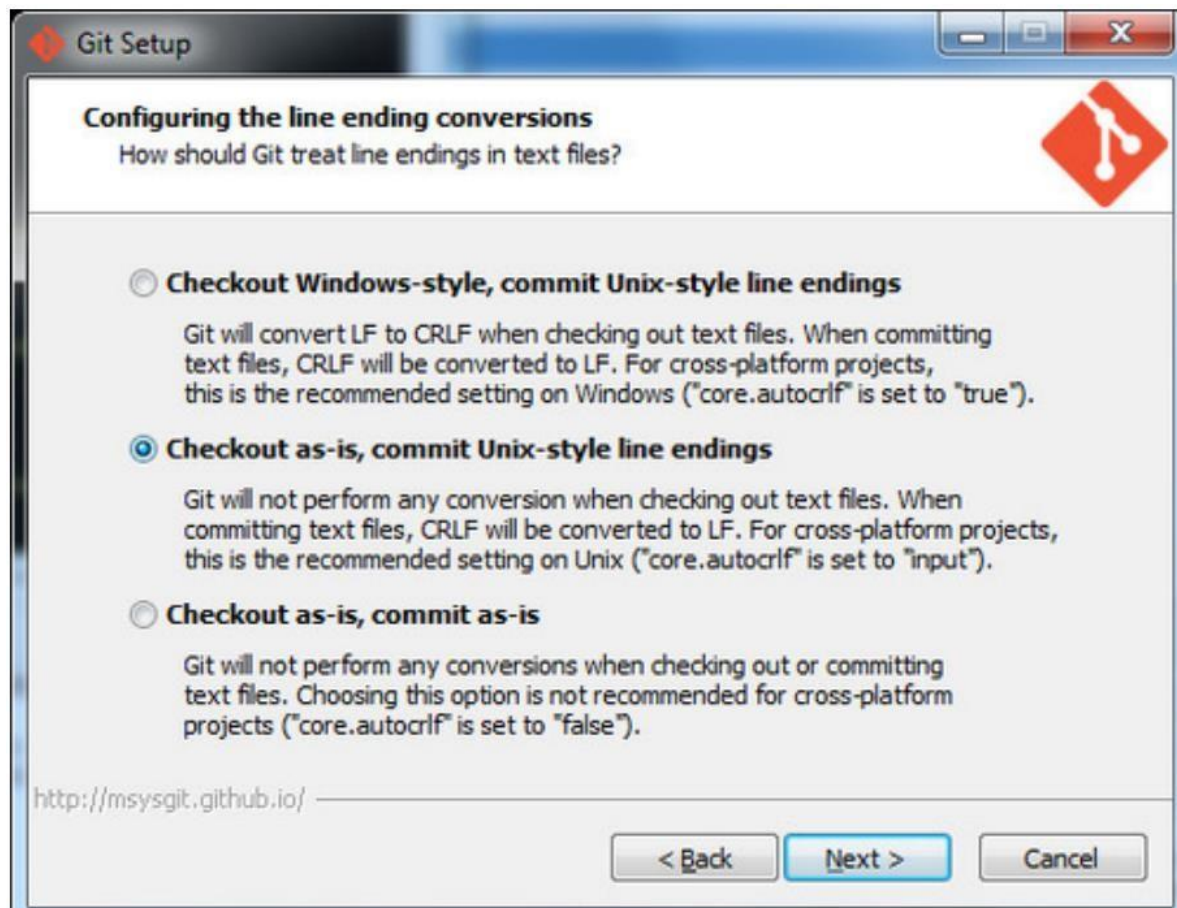 Git Setup
Configuring the line ending conversions
How should Git treat line endings in text files?
Checkout Windows-style, commit Unix-style line endings
Git will convert LF to CRLF when checking out text files. When committing
text files, CRLF will be converted to LF. For cross-platform projects,
this is the recommended setting on Windows ("core.autocrlf" is set to "true").
Checkout as-is, commit Unix-style line endings
Git will not perform any conversion when checking out text files. When
committing text files, CRLF will be converted to LF. For cross-platform projects,
this is the recommended setting on Unix ("core.autocrlf" is set to "input").
Checkout as-is, commit as-is
Git will not perform any conversions when checking out or committing
text files. Choosing this option is not recommended for cross-platform
projects ("core.autocrlf" is set to "false").
http://msysgit.github.io/
< Back Next > Cancel